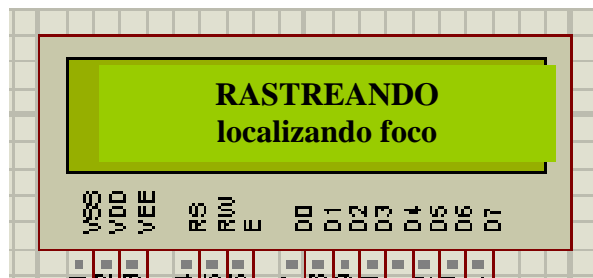 RASTREANDO
localizando foco
VSS VDD VEE RS RW E D0 D1 D2 D3 D4 D5 D6 D7